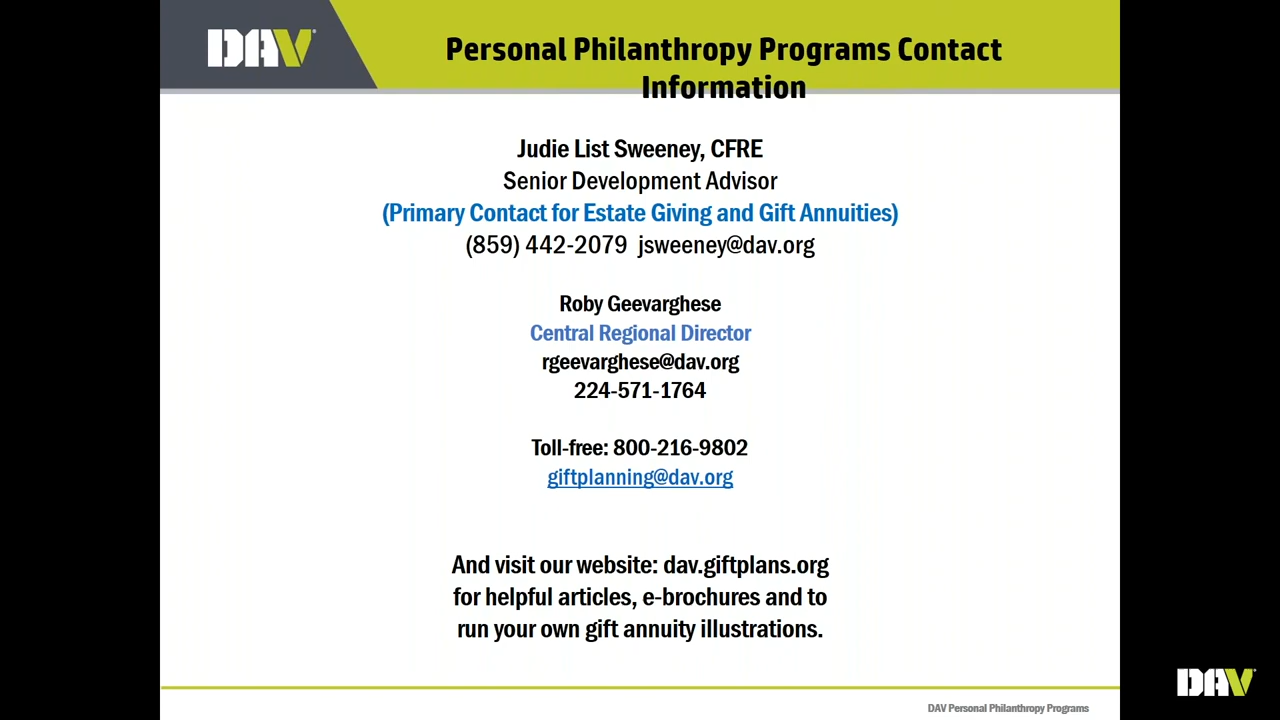 DAV
Personal Philanthropy Programs Contact
Information
Judie List Sweeney, CFRE
Senior Development Advisor
(Primary Contact for Estate Giving and Gift Annuities)
(859) 442-2079 jsweeney@dav.org
Roby Geevarghese
Central Regional Director
rgeevarghese@dav.org
224-571-1764
Toll-free: 800-216-9802
giftplanning@dav.org
And visit our website: dav.giftplans.org
for helpful articles, e-brochures and to
run your own gift annuity illustrations.
DAV
DAV Personal Philanthropy Programs